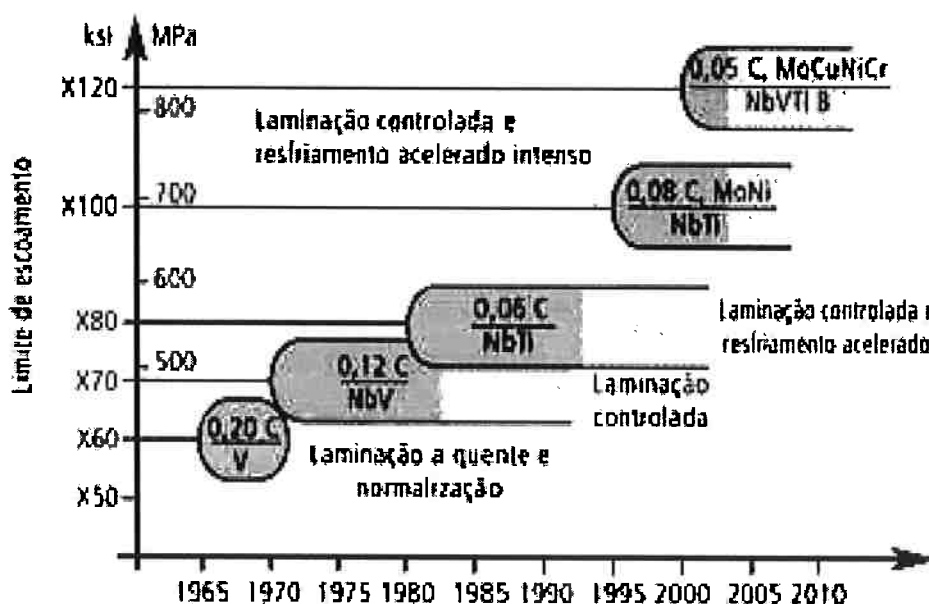 ksi MPa
X120
800
0,05 C, MoCuNiCr
NbVTi B
Laminação controlada e
resfriamento acelerado intenso
X100
700
0,08 C, MoNi
NbTi
600
X80
0,06 C
NbTi
Laminação controlada e
resfriamento acelerado
500
X70
0,12 C
NbV
Laminação
controlada
X60
0,20 C
V
Laminação a quente e
normalização
X50
Limite de escoamento
1965 1970 1975 1980 1985 1990 1995 2000 2005 2010